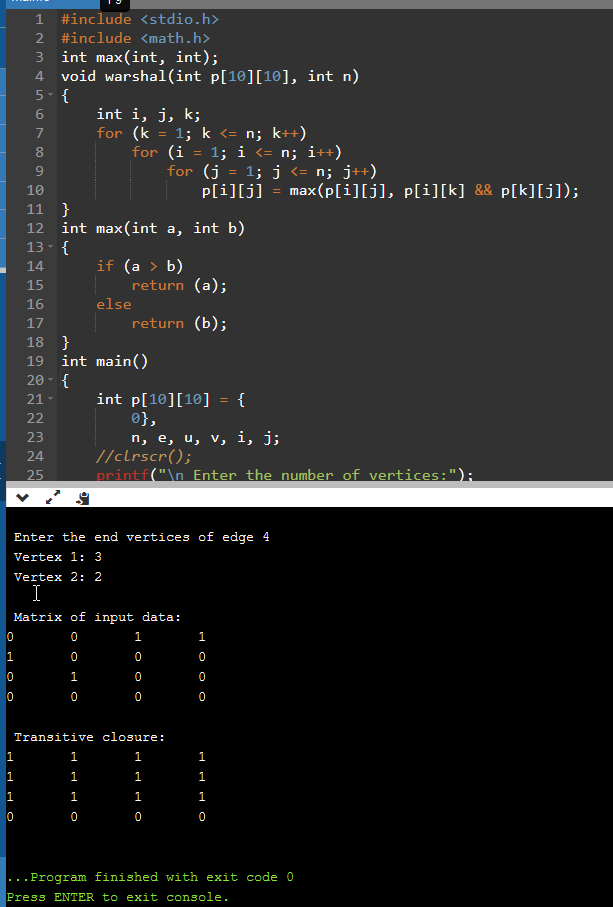 1 #include <stdio.h>
2 #include <math.h>
3 int max(int, int);
4 void warshal(int p[10][10], int n)
5 {
6 int i, j, k;
7 for (k = 1; k <= n; k++)
8 for (i = 1; i <= n; i++)
9 for (j = 1; j <= n; j++)
10 p[i][j] = max(p[i][j], p[i][k] && p[k][j]);
11 }
12 int max(int a, int b)
13 {
14 if (a > b)
15 return (a);
16 else
17 return (b);
18 }
19 int main()
20 {
21 int p[10][10] = {
22 0},
23 n, e, u, v, i, j;
24 //clrscr();
25 printf("\n Enter the number of vertices:");
Enter the end vertices of edge 4
Vertex 1: 3
Vertex 2: 2
Matrix of input data:
0 0 1 1
1 0 0 0
0 1 0 0
0 0 0 0
Transitive closure:
1 1 1 1
1 1 1 1
1 1 1 1
0 0 0 0
...Program finished with exit code 0
Press ENTER to exit console.